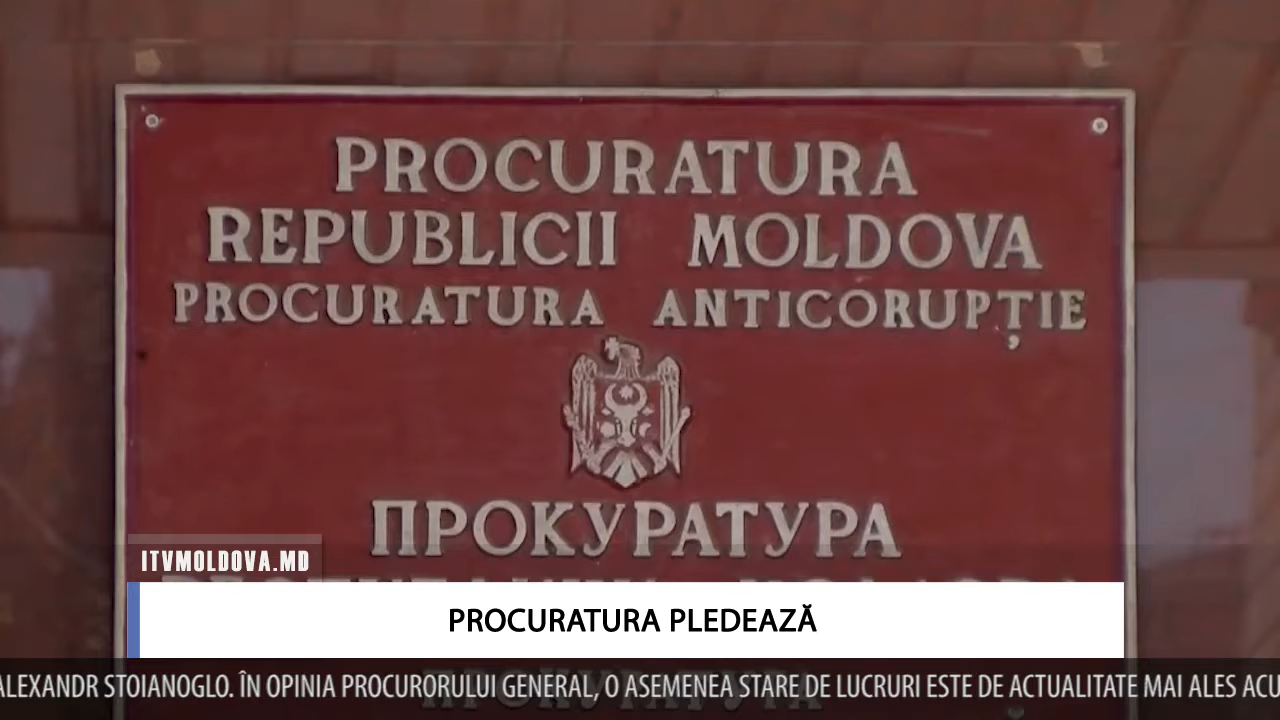 PROCURATURA
REPUBLICII MOLDOVA
PROCURATURA ANTICORUPȚIE
ПРОКУРАТУРА
ITVMOLDOVA.MD
PROCURATURA PLEDEAZĂ
ALEXANDR STOIANOGLO. ÎN OPINIA PROCURORULUI GENERAL, O ASEMENEA STARE DE LUCRURI ESTE DE ACTUALITATE MAI ALES ACU